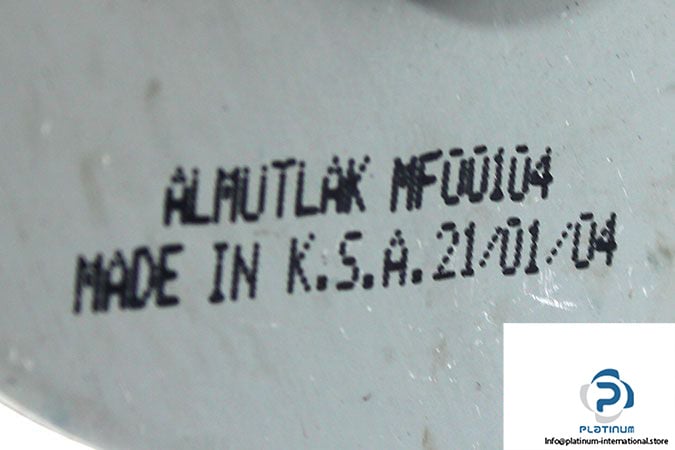 ALMUTLAK MF00104
MADE IN K.S.A. 21/01/04
PLATINUM
Info@platinum-international.store